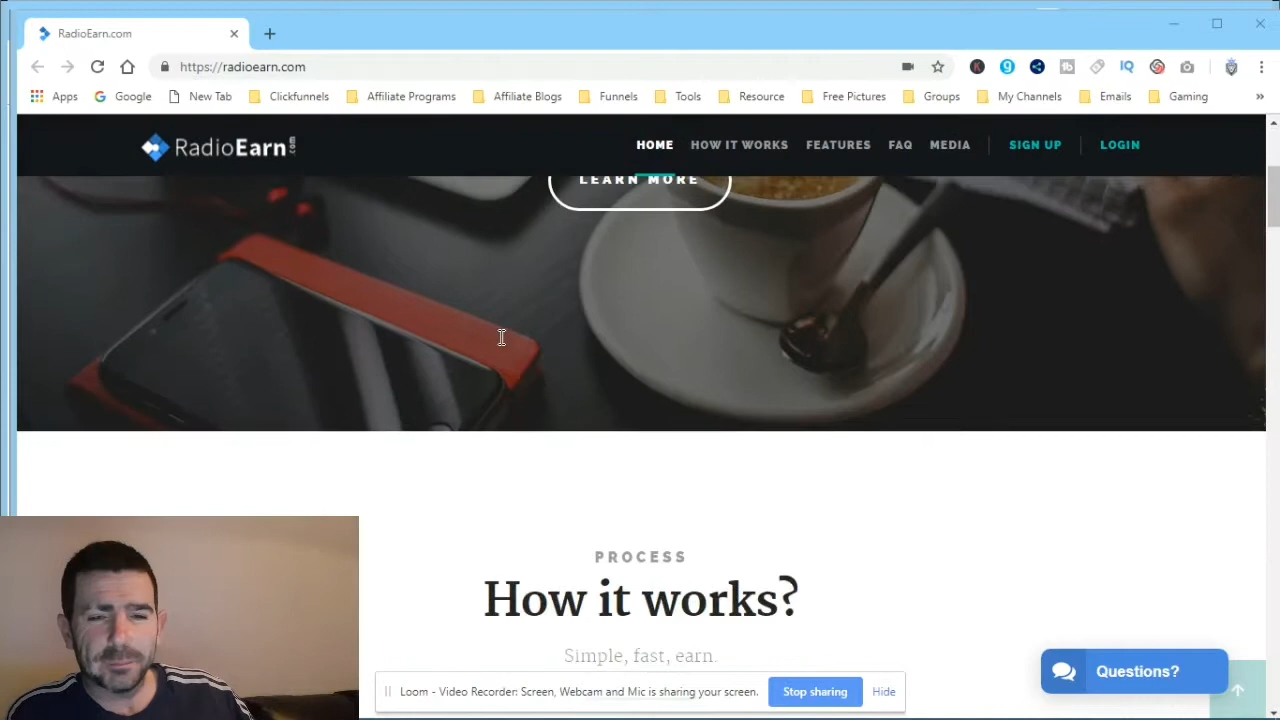 RadioEarn.com
https://radioearn.com
Apps
Google
New Tab
Clickfunnels
Affiliate Programs
Affiliate Blogs
Funnels
Tools
Resource
Free Pictures
Groups
My Channels
Emails
Gaming
»
RadioEarn.com
HOME
HOW IT WORKS
FEATURES
FAQ
MEDIA
SIGN UP
LOGIN
LEARN MORE
PROCESS
How it works?
Simple, fast, earn.
Questions?
Loom - Video Recorder: Screen, Webcam and Mic is sharing your screen.
Stop sharing
Hide